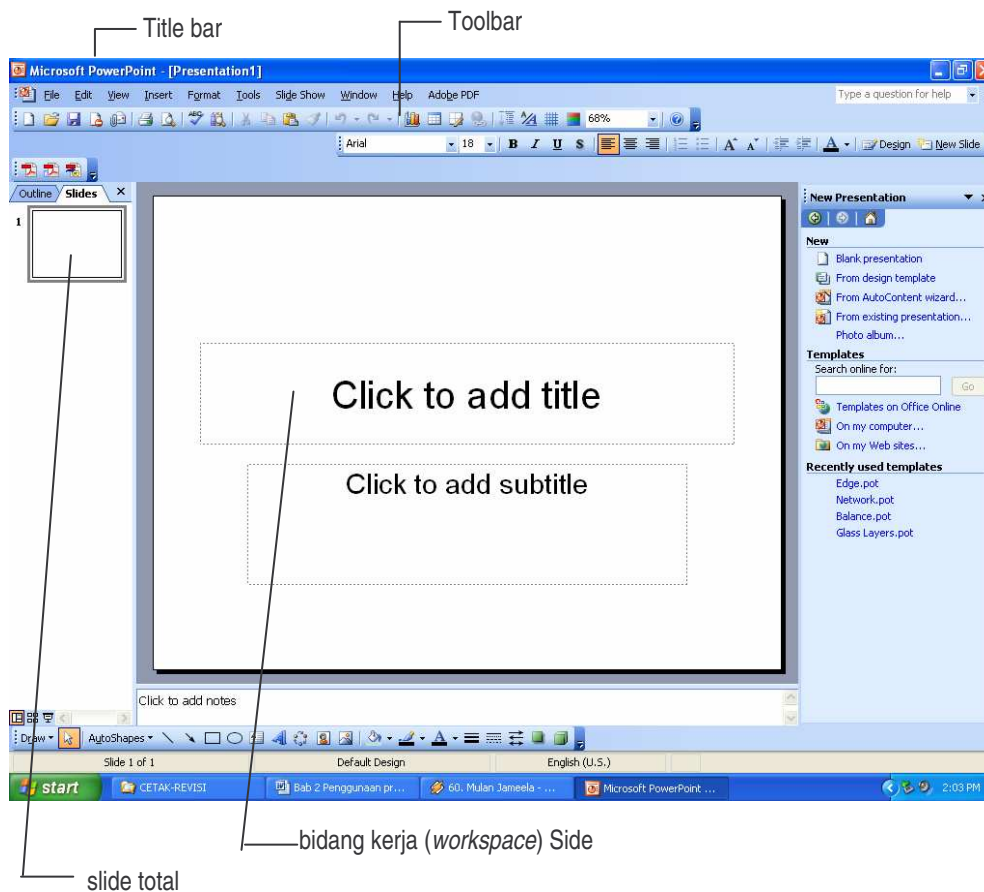 Title bar
Toolbar
Microsoft PowerPoint - [Presentation1]
File Edit View Insert Format Tools Slide Show Window Help Adobe PDF
Type a question for help
68%
Arial 18 B I U S A A A Design New Slide
Outline Slides
New Presentation
1
New
Blank presentation
From design template
From AutoContent wizard...
From existing presentation...
Photo album...
Templates
Search online for:
Go
Templates on Office Online
On my computer...
On my Web sites...
Recently used templates
Edge.pot
Network.pot
Balance.pot
Glass Layers.pot
Click to add title
Click to add subtitle
Click to add notes
Draw AutoShapes A
Slide 1 of 1 Default Design English (U.S.)
start CETAK-REVISI Bab 2 Penggunaan pr... 60. Mulan Jameela - ... Microsoft PowerPoint ... 2:03 PM
bidang kerja (workspace) Side
slide total